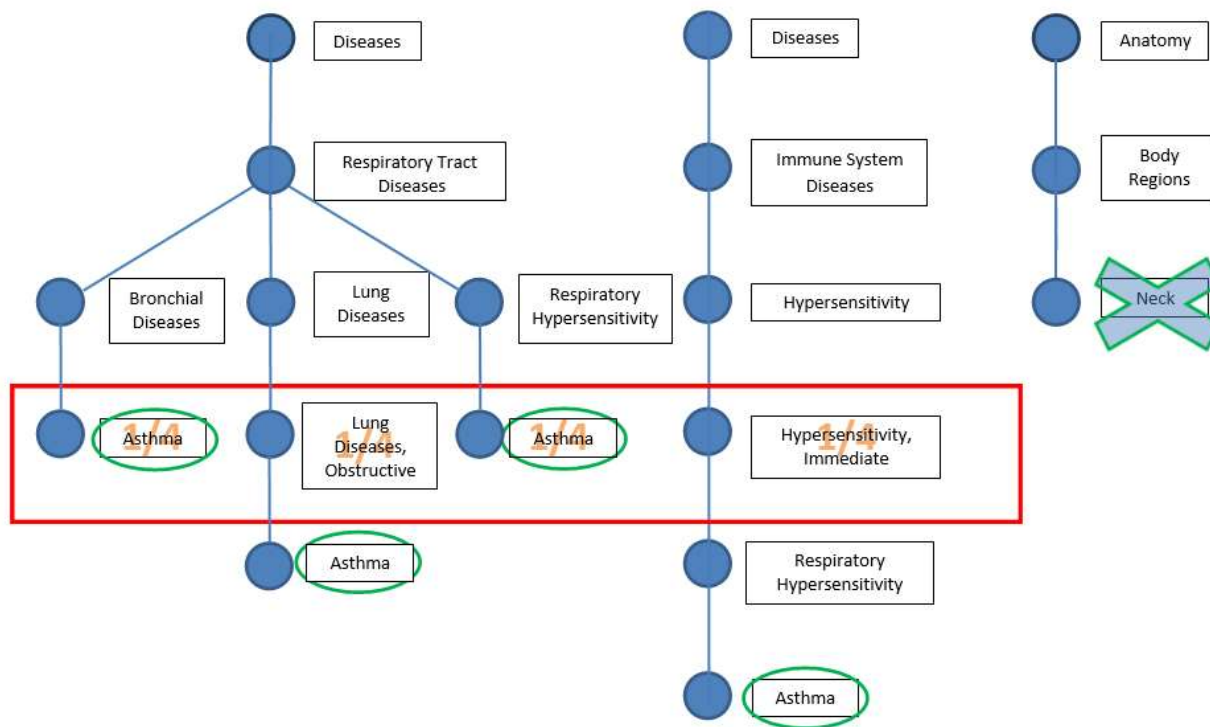 Diseases
Diseases
Anatomy
Respiratory Tract
Diseases
Immune System
Diseases
Body
Regions
Bronchial
Diseases
Lung
Diseases
Respiratory
Hypersensitivity
Hypersensitivity
Neck
Asthma
1/4
Lung
Diseases,
Obstructive
1/4
Asthma
1/4
Hypersensitivity,
Immediate
1/4
Asthma
Respiratory
Hypersensitivity
Asthma